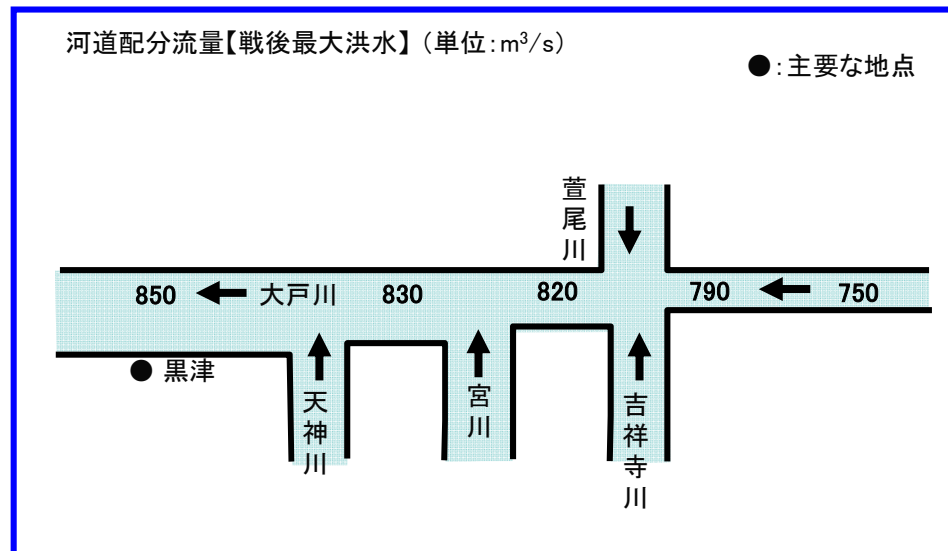 河道配分流量【戦後最大洪水】（単位：m³/s）
●：主要な地点
萱尾川
850 大戸川 830 820 790 750
● 黒津
天神川
宮川
吉祥寺川